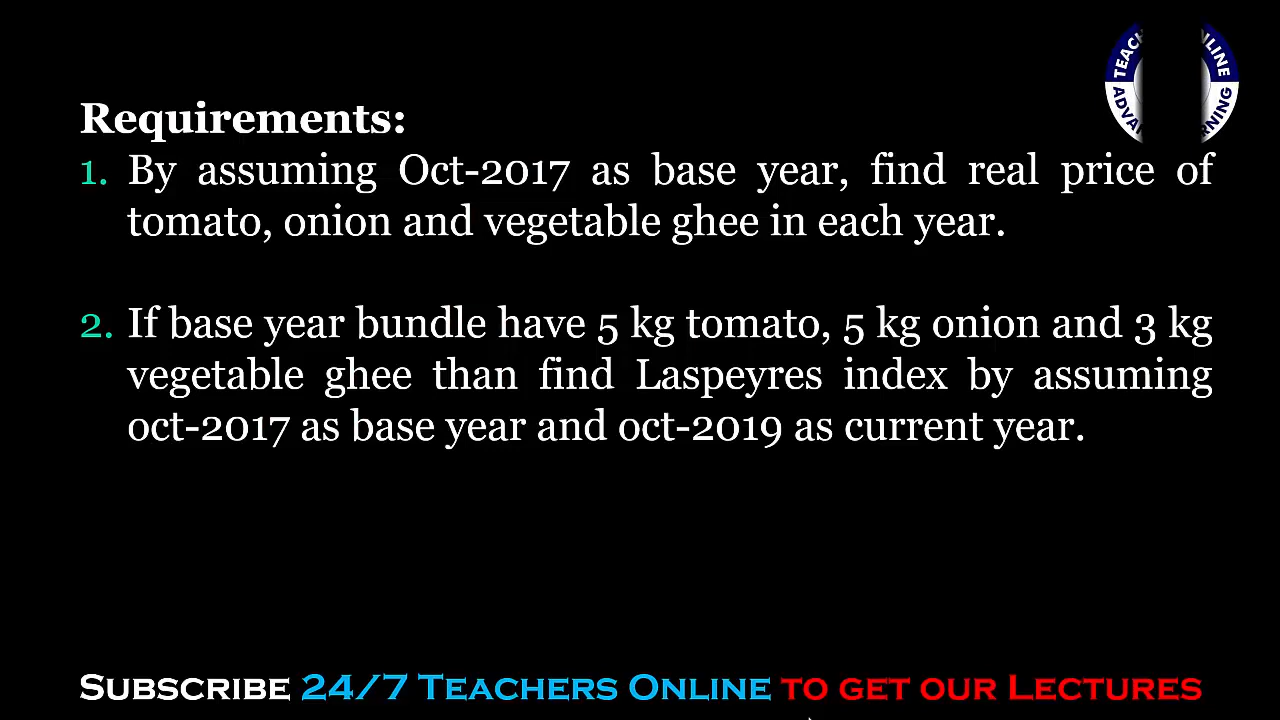 Requirements:
1. By assuming Oct-2017 as base year, find real price of
tomato, onion and vegetable ghee in each year.
2. If base year bundle have 5 kg tomato, 5 kg onion and 3 kg
vegetable ghee than find Laspeyres index by assuming
oct-2017 as base year and oct-2019 as current year.
SUBSCRIBE 24/7 TEACHERS ONLINE TO GET OUR LECTURES